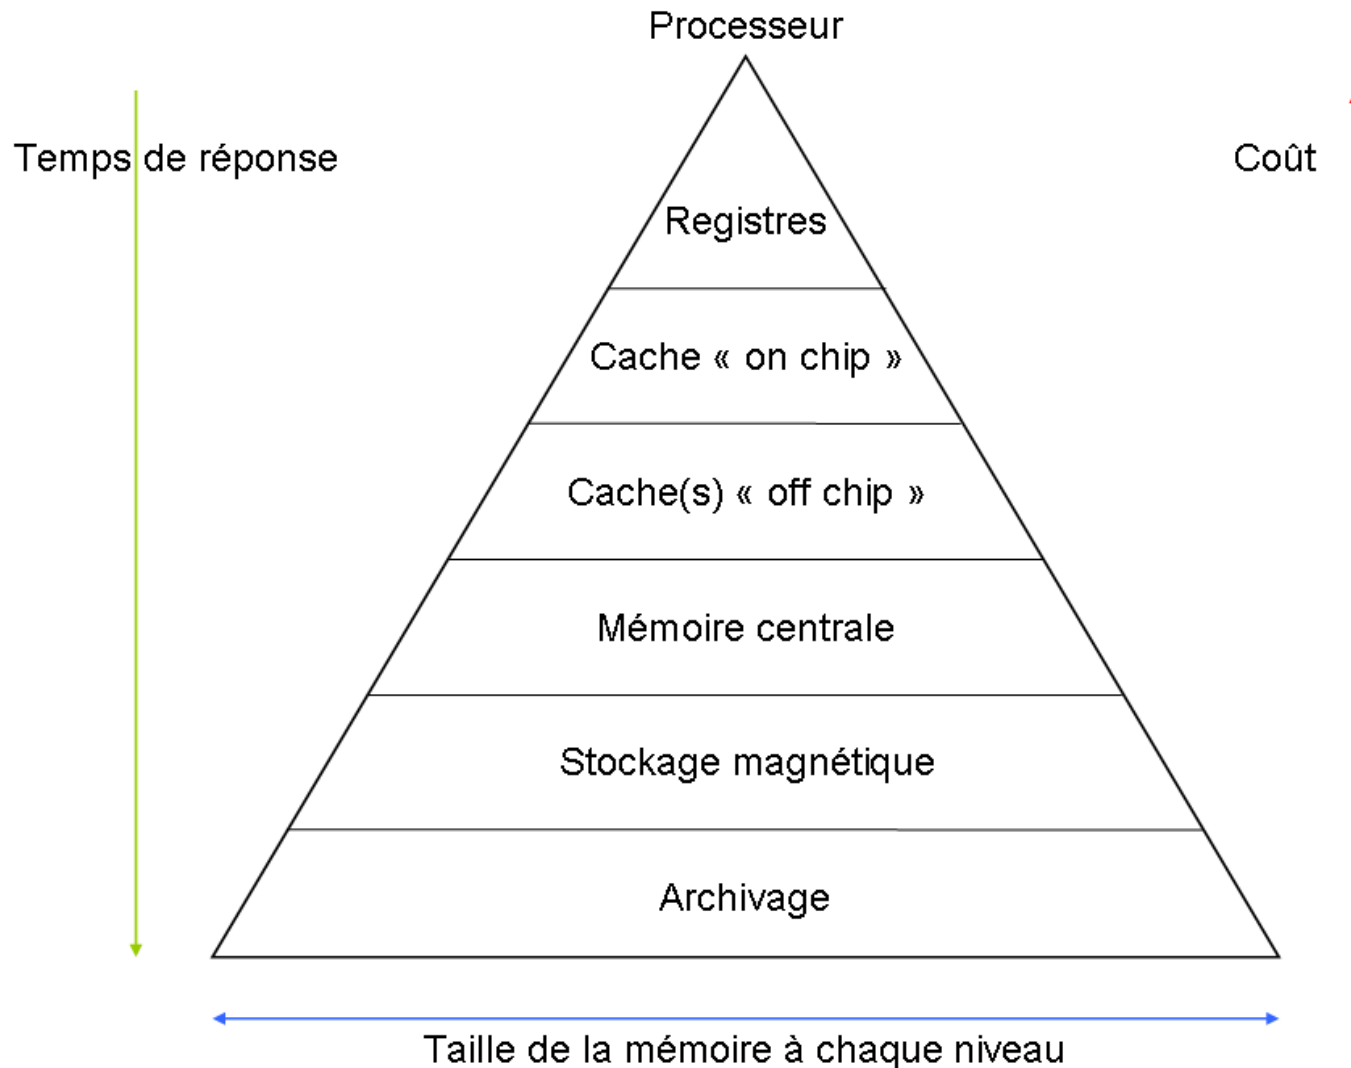 Processeur
Temps de réponse
Coût
Registres
Cache « on chip »
Cache(s) « off chip »
Mémoire centrale
Stockage magnétique
Archivage
Taille de la mémoire à chaque niveau